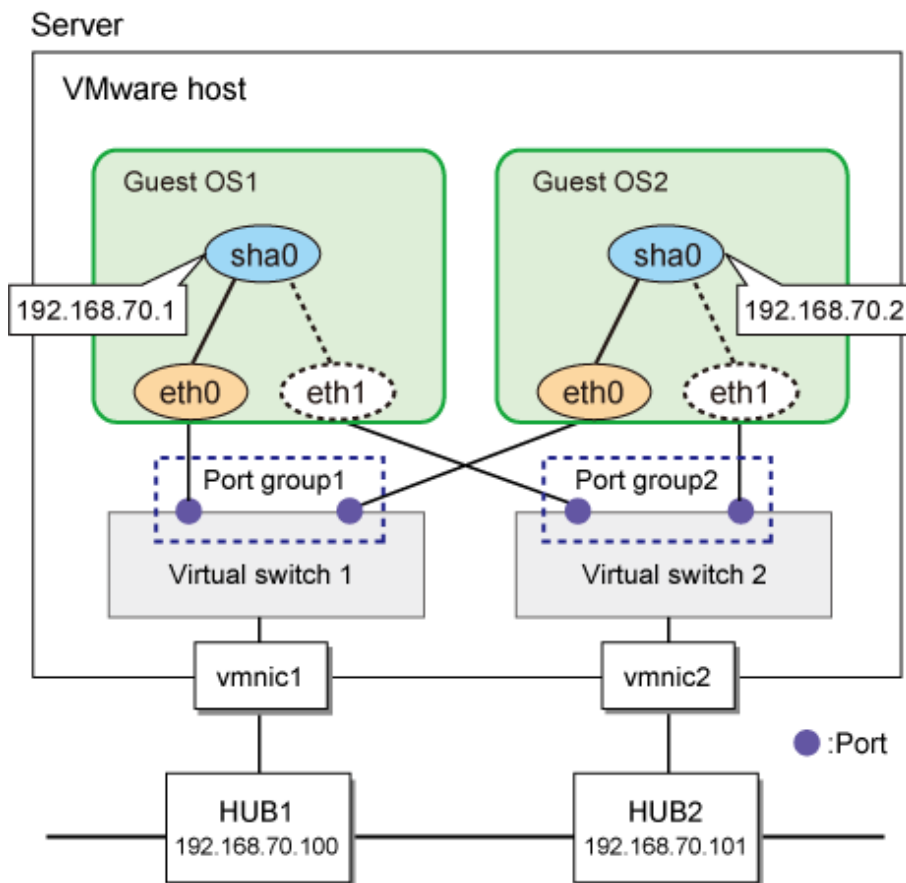 Server
VMware host
Guest OS1
Guest OS2
sha0
sha0
192.168.70.1
192.168.70.2
eth0
eth1
eth0
eth1
Port group1
Port group2
Virtual switch 1
Virtual switch 2
vmnic1
vmnic2
:Port
HUB1
192.168.70.100
HUB2
192.168.70.101